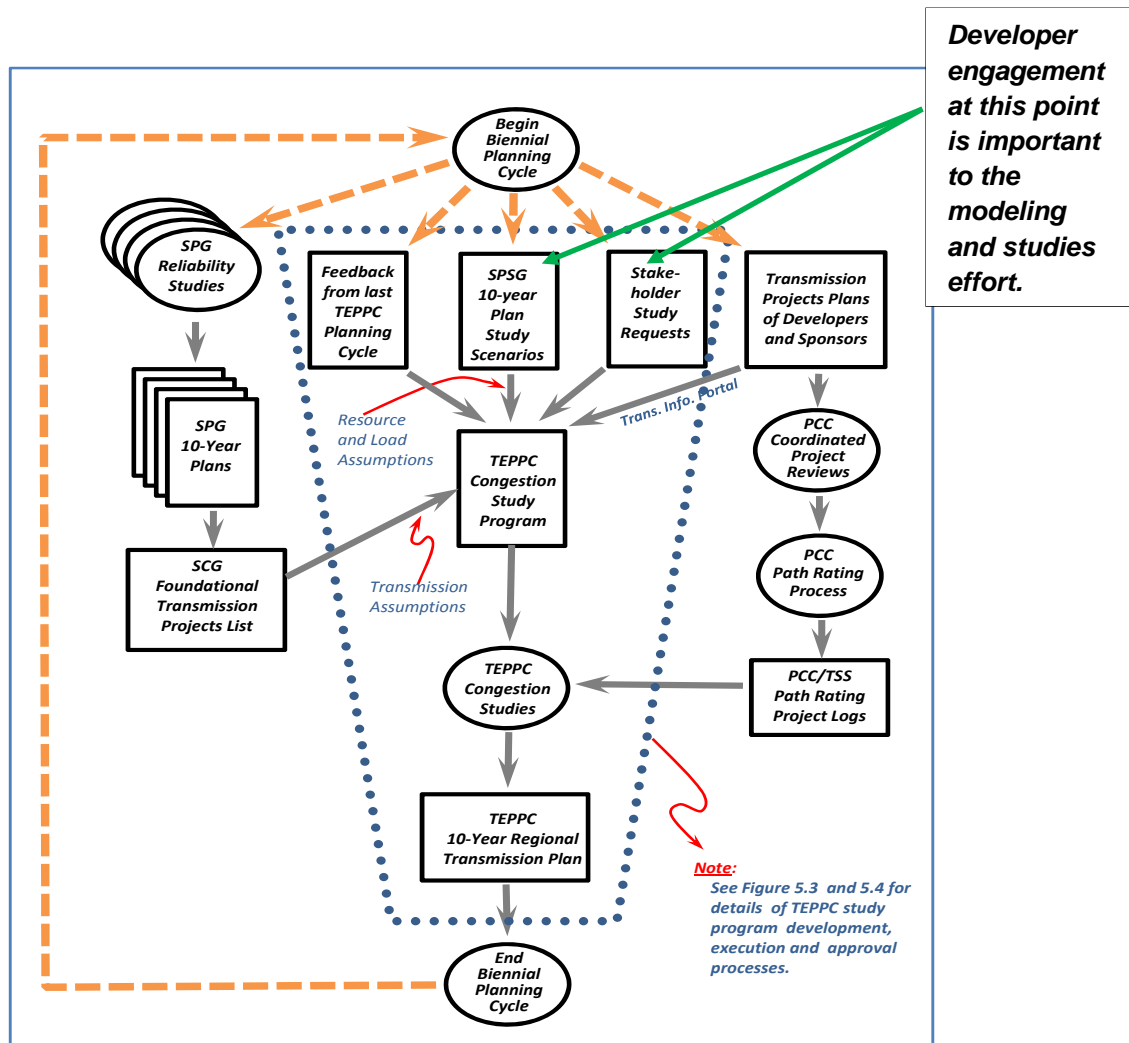 Developer
engagement
at this point
is important
to the
modeling
and studies
effort.
Begin
Biennial
Planning
Cycle
SPG
Reliability
Studies
Feedback
from last
TEPPC
Planning
Cycle
SPSG
10-year
Plan
Study
Scenarios
Stake-
holder
Study
Requests
Transmission
Projects Plans
of Developers
and Sponsors
Trans. Info. Portal
Resource
and Load
Assumptions
SPG
10-Year
Plans
TEPPC
Congestion
Study
Program
PCC
Coordinated
Project
Reviews
SCG
Foundational
Transmission
Projects List
Transmission
Assumptions
PCC
Path Rating
Process
TEPPC
Congestion
Studies
PCC/TSS
Path Rating
Project Logs
TEPPC
10-Year Regional
Transmission Plan
Note:
See Figure 5.3 and 5.4 for
details of TEPPC study
program development,
execution and approval
processes.
End
Biennial
Planning
Cycle